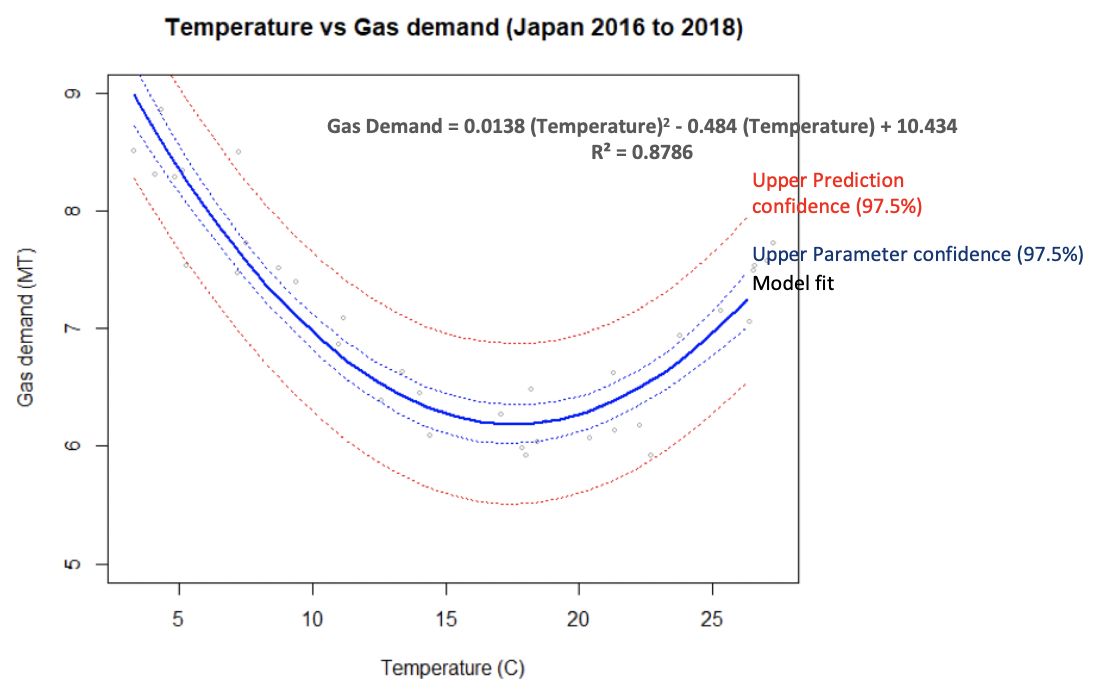 Temperature vs Gas demand (Japan 2016 to 2018)
Gas Demand = 0.0138 (Temperature)² - 0.484 (Temperature) + 10.434
R² = 0.8786
Upper Prediction
confidence (97.5%)
Upper Parameter confidence (97.5%)
Model fit
Gas demand (MT)
9
8
7
6
5
5 10 15 20 25
Temperature (C)